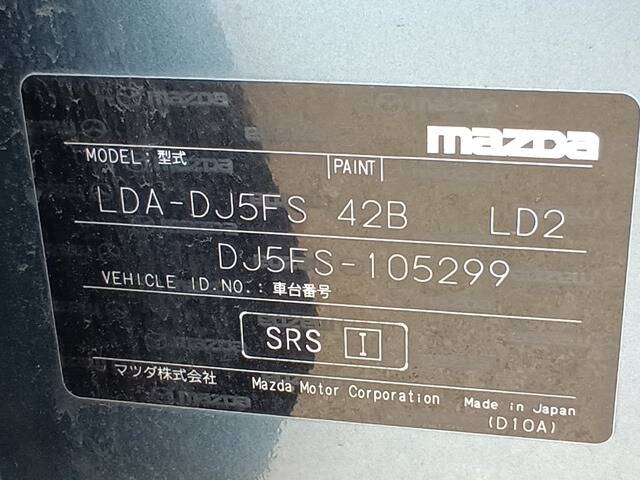 mazda
MODEL: 型式 PAINT
LDA-DJ5FS 42B LD2
DJ5FS-105299
VEHICLE ID.NO.: 車台番号
SRS I
マツダ株式会社 Mazda Motor Corporation Made in Japan
(D10A)